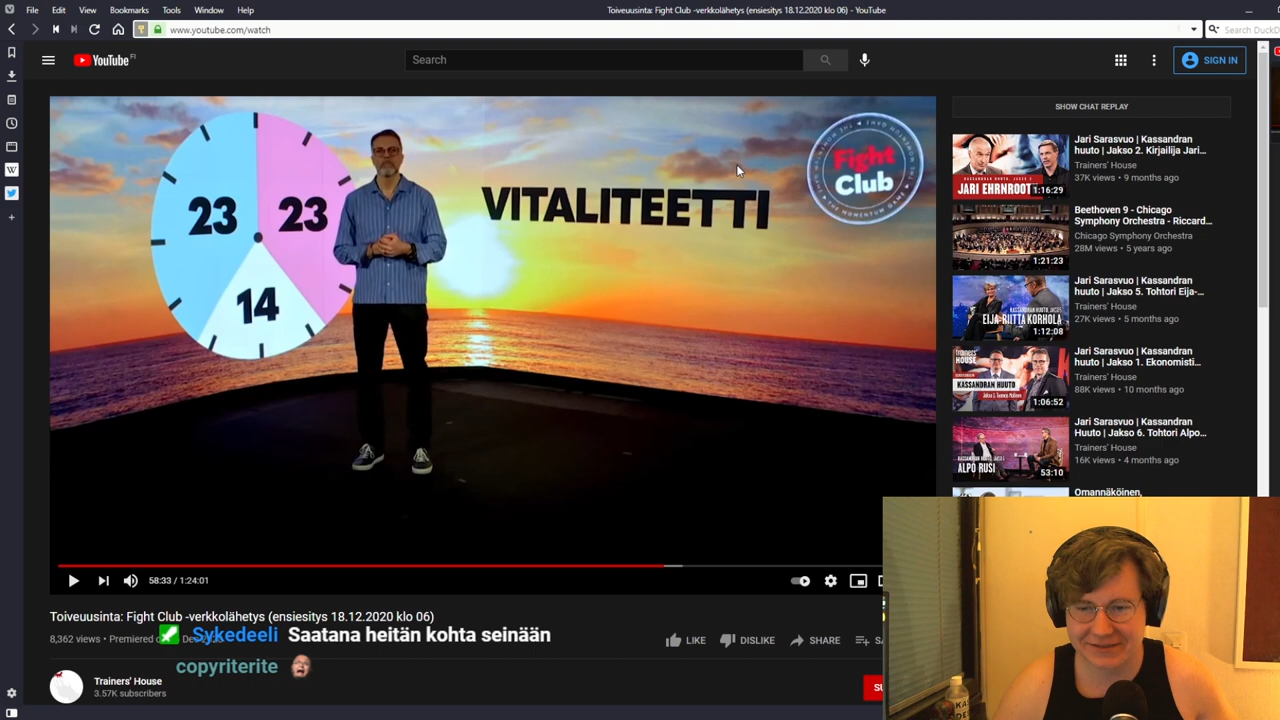 File Edit View Bookmarks Tools Window Help
Toiveuusinta: Fight Club -verkkolähetys (ensiesitys 18.12.2020 klo 06) - YouTube
www.youtube.com/watch
Search DuckD
YouTube FI
Search
SIGN IN
23 23
14
VITALITEETTI
THE MOMENTUM GAME
Fight
Club
58:33 / 1:24:01
Toiveuusinta: Fight Club -verkkolähetys (ensiesitys 18.12.2020 klo 06)
8,362 views • Premiered
LIKE DISLIKE SHARE
Sykedeeli Saatana heitän kohta seinään
copyriterite
Trainers' House
3.57K subscribers
SHOW CHAT REPLAY
JARI EHRNROOT
1:16:29
Jari Sarasvuo | Kassandran
huuto | Jakso 2. Kirjailija Jari...
Trainers' House
37K views • 9 months ago
1:21:23
Beethoven 9 - Chicago
Symphony Orchestra - Riccard...
Chicago Symphony Orchestra
28M views • 5 years ago
EIJA-RIITTA KORHOLA
1:12:08
Jari Sarasvuo | Kassandran
huuto | Jakso 5. Tohtori Eija-...
Trainers' House
27K views • 5 months ago
KASSANDRAN HUUTO
1:06:52
Jari Sarasvuo | Kassandran
huuto | Jakso 1. Ekonomisti...
Trainers' House
88K views • 10 months ago
ALPO RUSI
53:10
Jari Sarasvuo | Kassandran
Huuto | Jakso 6. Tohtori Alpo...
Trainers' House
16K views • 4 months ago
Omannäköinen,